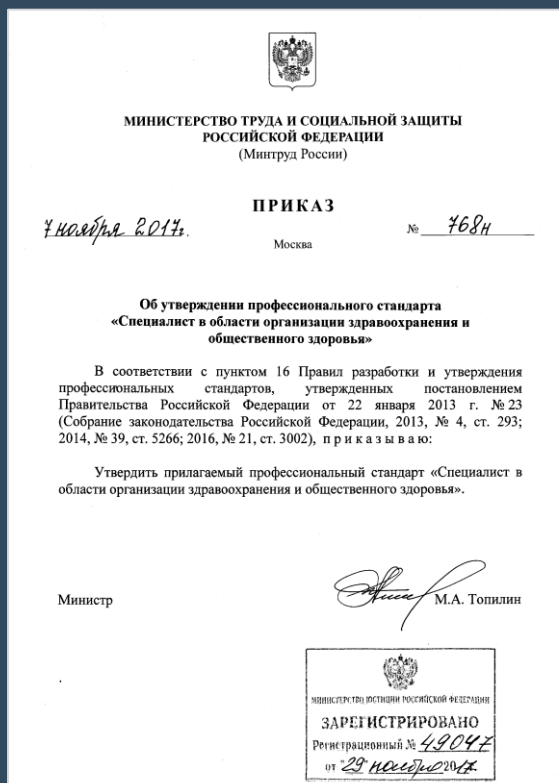 МИНИСТЕРСТВО ТРУДА И СОЦИАЛЬНОЙ ЗАЩИТЫ
РОССИЙСКОЙ ФЕДЕРАЦИИ
(Минтруд России)
ПРИКАЗ
7 ноября 2017г.
№ 768н
Москва
Об утверждении профессионального стандарта
«Специалист в области организации здравоохранения и
общественного здоровья»
В соответствии с пунктом 16 Правил разработки и утверждения
профессиональных стандартов, утвержденных постановлением
Правительства Российской Федерации от 22 января 2013 г. № 23
(Собрание законодательства Российской Федерации, 2013, № 4, ст. 293;
2014, № 39, ст. 5266; 2016, № 21, ст. 3002), приказываю:
Утвердить прилагаемый профессиональный стандарт «Специалист в
области организации здравоохранения и общественного здоровья».
Министр
М.А. Топилин
МИНИСТЕРСТВО ЮСТИЦИИ РОССИЙСКОЙ ФЕДЕРАЦИИ
ЗАРЕГИСТРИРОВАНО
Регистрационный № 49047
от "29" ноября 2017